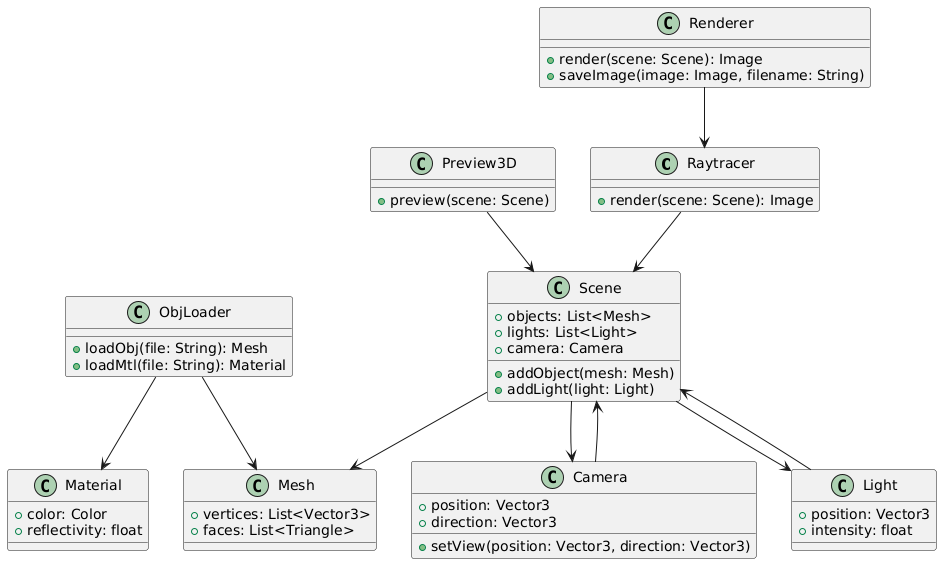 C Renderer
render(scene: Scene): Image
saveImage(image: Image, filename: String)
C Preview3D
preview(scene: Scene)
C Raytracer
render(scene: Scene): Image
C ObjLoader
loadObj(file: String): Mesh
loadMtl(file: String): Material
C Scene
objects: List<Mesh>
lights: List<Light>
camera: Camera
addObject(mesh: Mesh)
addLight(light: Light)
C Material
color: Color
reflectivity: float
C Mesh
vertices: List<Vector3>
faces: List<Triangle>
C Camera
position: Vector3
direction: Vector3
setView(position: Vector3, direction: Vector3)
C Light
position: Vector3
intensity: float